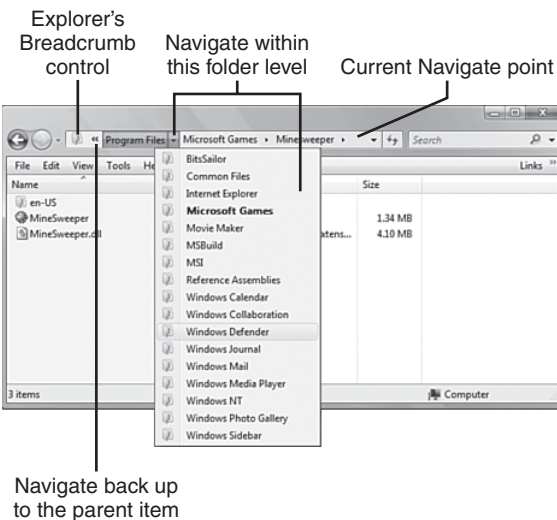 Explorer's
Breadcrumb
control
Navigate within
this folder level
Current Navigate point
« Program Files Microsoft Games Minesweeper Search
File Edit View Tools He Links »
Name Size
en-US
MineSweeper 1.34 MB
MineSweeper.dll xtens... 4.10 MB
BitsSailor
Common Files
Internet Explorer
Microsoft Games
Movie Maker
MSBuild
MSI
Reference Assemblies
Windows Calendar
Windows Collaboration
Windows Defender
Windows Journal
Windows Mail
Windows Media Player
Windows NT
Windows Photo Gallery
Windows Sidebar
3 items Computer
Navigate back up
to the parent item